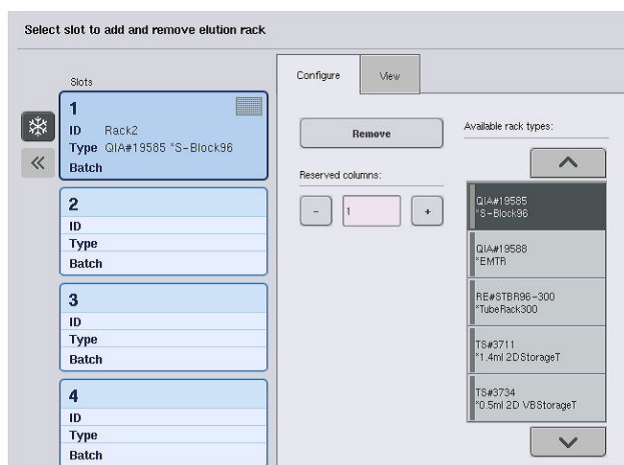 Select slot to add and remove elution rack
Slots
1
ID Rack2
Type QIA#19585 *S-Block96
Batch
2
ID
Type
Batch
3
ID
Type
Batch
4
ID
Type
Batch
Configure View
Remove
Reserved columns:
- 1 +
Available rack types:
QIA#19585
*S-Block96
QIA#19588
*EMTR
RE#STBR96-300
*TubeRack300
TS#3711
*1.4ml 2DStorageT
TS#3734
*0.5ml 2D VBStorageT